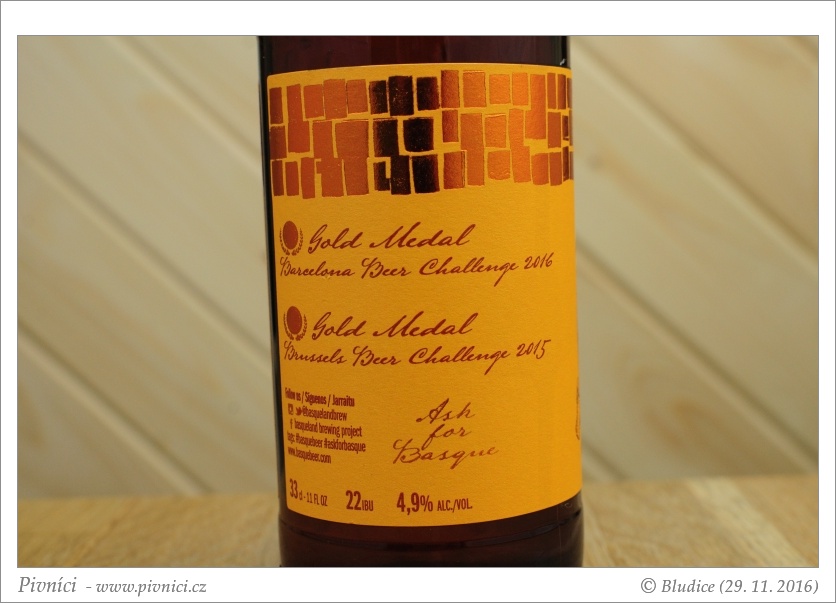 Gold Medal
Barcelona Beer Challenge 2016
Gold Medal
Brussels Beer Challenge 2015
Follow us / Síguenos / Jarraitu
@basquelandbrew
basqueland brewing project
tags: #basquebeer #askforbasque
www.basquebeer.com
Ask
for
Basque
33 cl - 11 FL OZ 22 IBU 4,9% ALC./VOL.
Pivníci - www.pivnici.cz
© Bludice (29. 11. 2016)